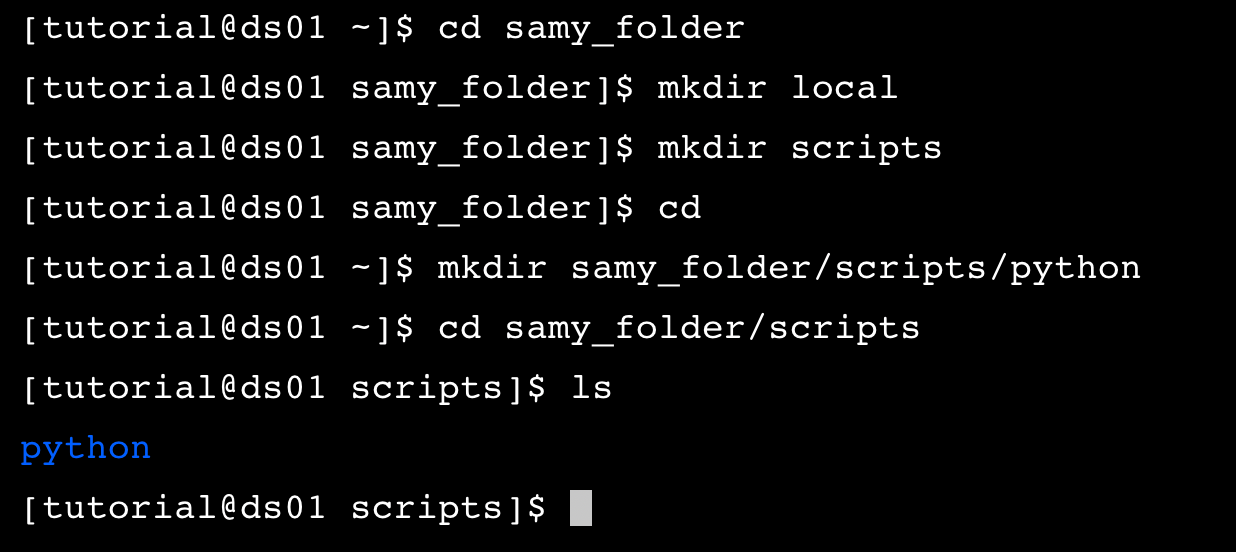 [tutorial@ds01 ~]$ cd samy_folder
[tutorial@ds01 samy_folder]$ mkdir local
[tutorial@ds01 samy_folder]$ mkdir scripts
[tutorial@ds01 samy_folder]$ cd
[tutorial@ds01 ~]$ mkdir samy_folder/scripts/python
[tutorial@ds01 ~]$ cd samy_folder/scripts
[tutorial@ds01 scripts]$ ls
python
[tutorial@ds01 scripts]$